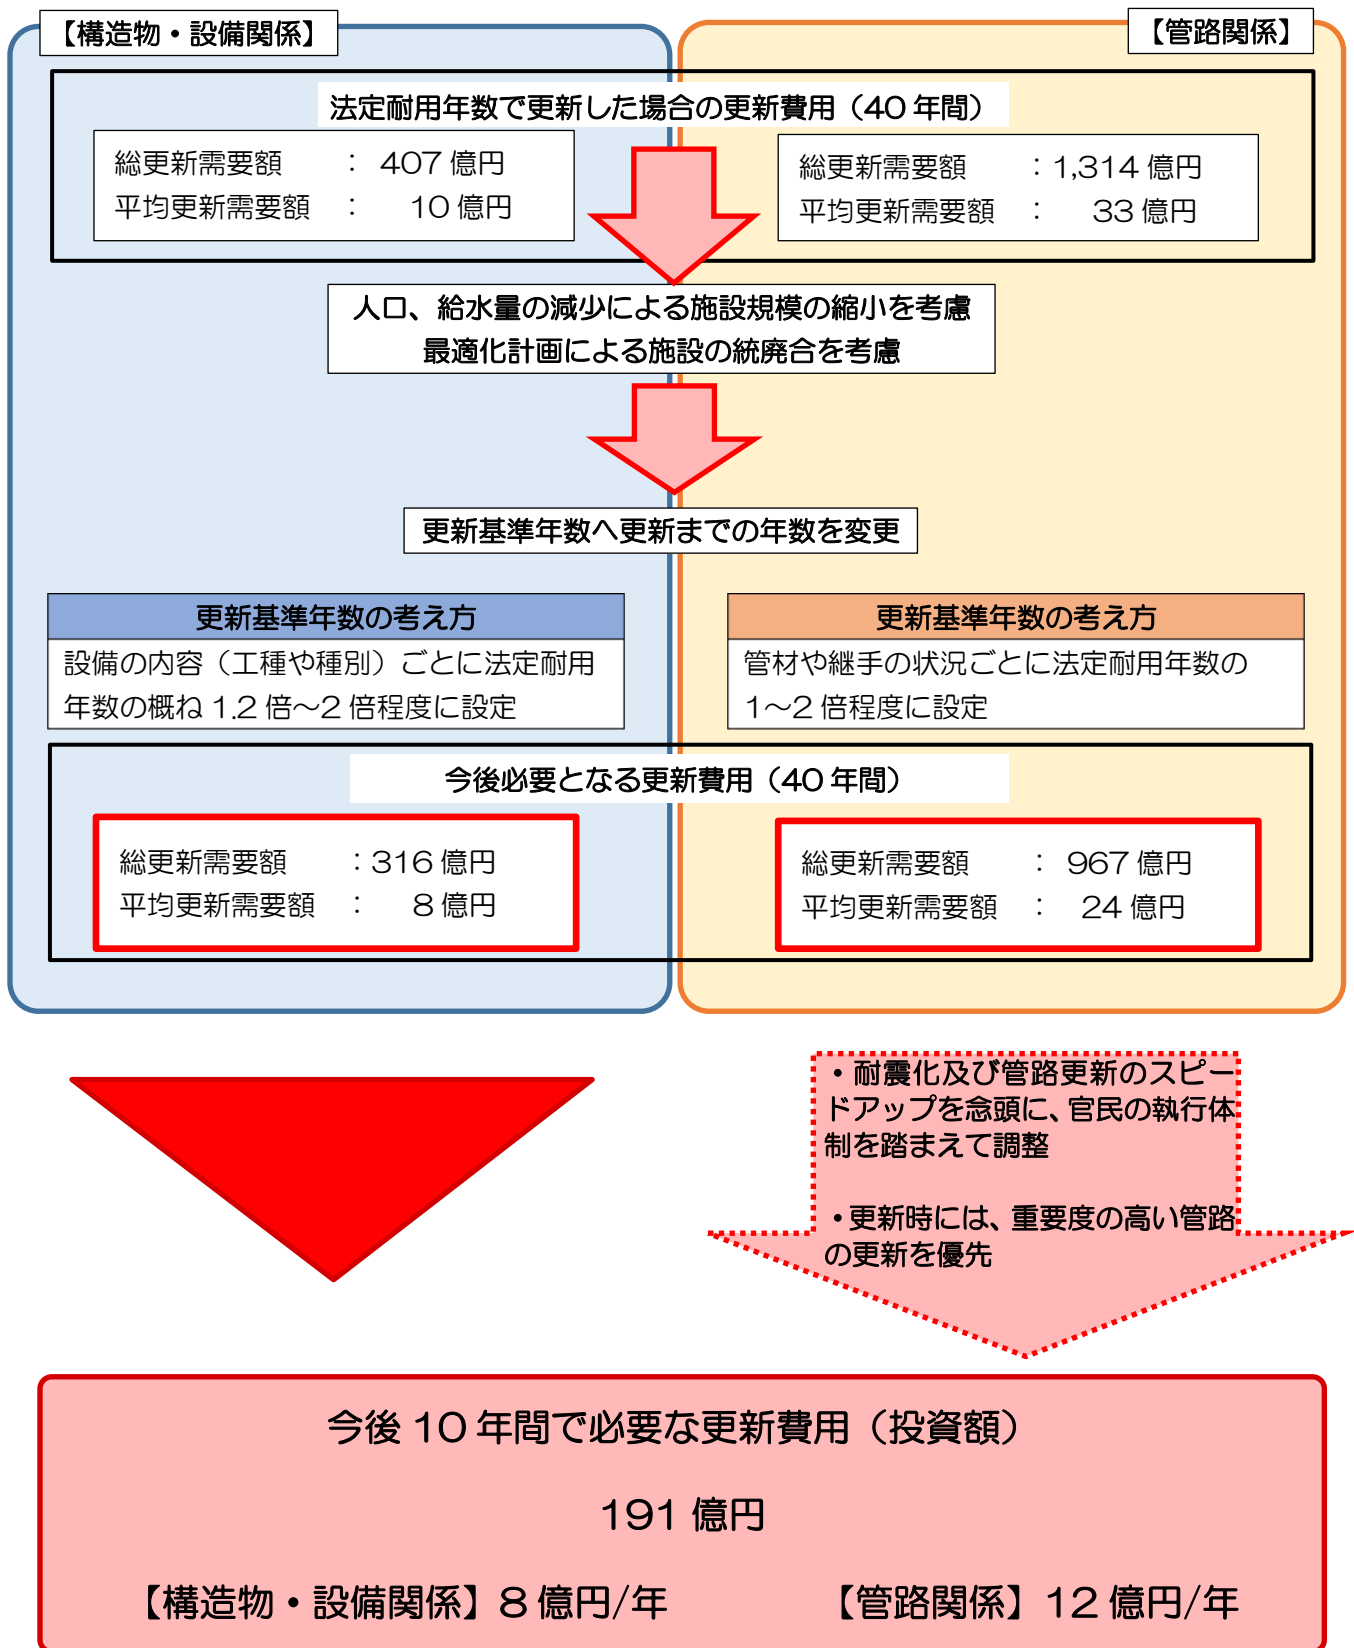 【構造物・設備関係】
【管路関係】
法定耐用年数で更新した場合の更新費用（40 年間）
総更新需要額　　： 407 億円
平均更新需要額　：　 10 億円
総更新需要額　　：1,314 億円
平均更新需要額　：　 33 億円
人口、給水量の減少による施設規模の縮小を考慮
最適化計画による施設の統廃合を考慮
更新基準年数へ更新までの年数を変更
更新基準年数の考え方
設備の内容（工種や種別）ごとに法定耐用
年数の概ね 1.2 倍～2 倍程度に設定
更新基準年数の考え方
管材や継手の状況ごとに法定耐用年数の
1～2 倍程度に設定
今後必要となる更新費用（40 年間）
総更新需要額　　：316 億円
平均更新需要額　：　 8 億円
総更新需要額　　： 967 億円
平均更新需要額　：　24 億円
・耐震化及び管路更新のスピー
ドアップを念頭に、官民の執行体
制を踏まえて調整
・更新時には、重要度の高い管路
の更新を優先
今後 10 年間で必要な更新費用（投資額）
191 億円
【構造物・設備関係】8 億円/年　　　【管路関係】12 億円/年